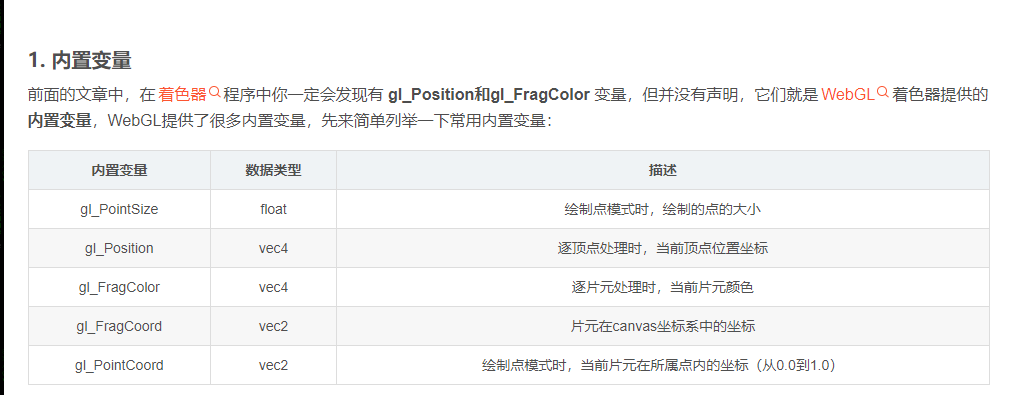 1. 内置变量
前面的文章中，在 着色器 程序中你一定会发现有 gl_Position和gl_FragColor 变量，但并没有声明，它们就是 WebGL 着色器提供的
内置变量，WebGL提供了很多内置变量，先来简单列举一下常用内置变量：
内置变量 数据类型 描述
gl_PointSize float 绘制点模式时，绘制的点的大小
gl_Position vec4 逐顶点处理时，当前顶点位置坐标
gl_FragColor vec4 逐片元处理时，当前片元颜色
gl_FragCoord vec2 片元在canvas坐标系中的坐标
gl_PointCoord vec2 绘制点模式时，当前片元在所属点内的坐标（从0.0到1.0）